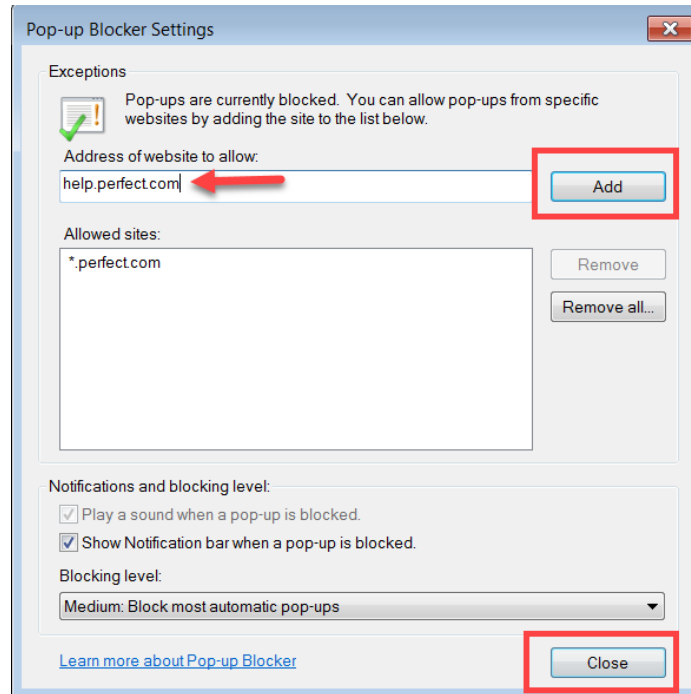 Pop-up Blocker Settings
Exceptions
Pop-ups are currently blocked. You can allow pop-ups from specific
websites by adding the site to the list below.
Address of website to allow:
help.perfect.com
Add
Allowed sites:
*.perfect.com
Remove
Remove all...
Notifications and blocking level:
Play a sound when a pop-up is blocked.
Show Notification bar when a pop-up is blocked.
Blocking level:
Medium: Block most automatic pop-ups
Learn more about Pop-up Blocker
Close